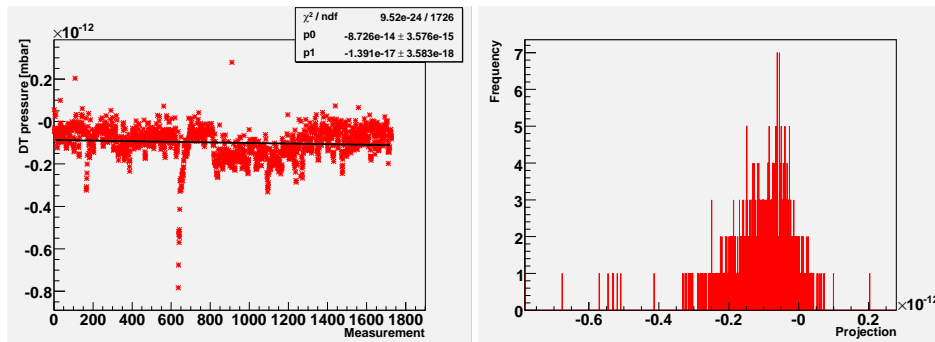 ×10^-12
χ² / ndf 9.52e-24 / 1726
p0 -8.726e-14 ± 3.576e-15
p1 -1.391e-17 ± 3.583e-18
DT pressure [mbar]
0.2
-0
-0.2
-0.4
-0.6
-0.8
0 200 400 600 800 1000 1200 1400 1600 1800
Measurement
Frequency
7
6
5
4
3
2
1
0
-0.6 -0.4 -0.2 -0 0.2
×10^-12
Projection